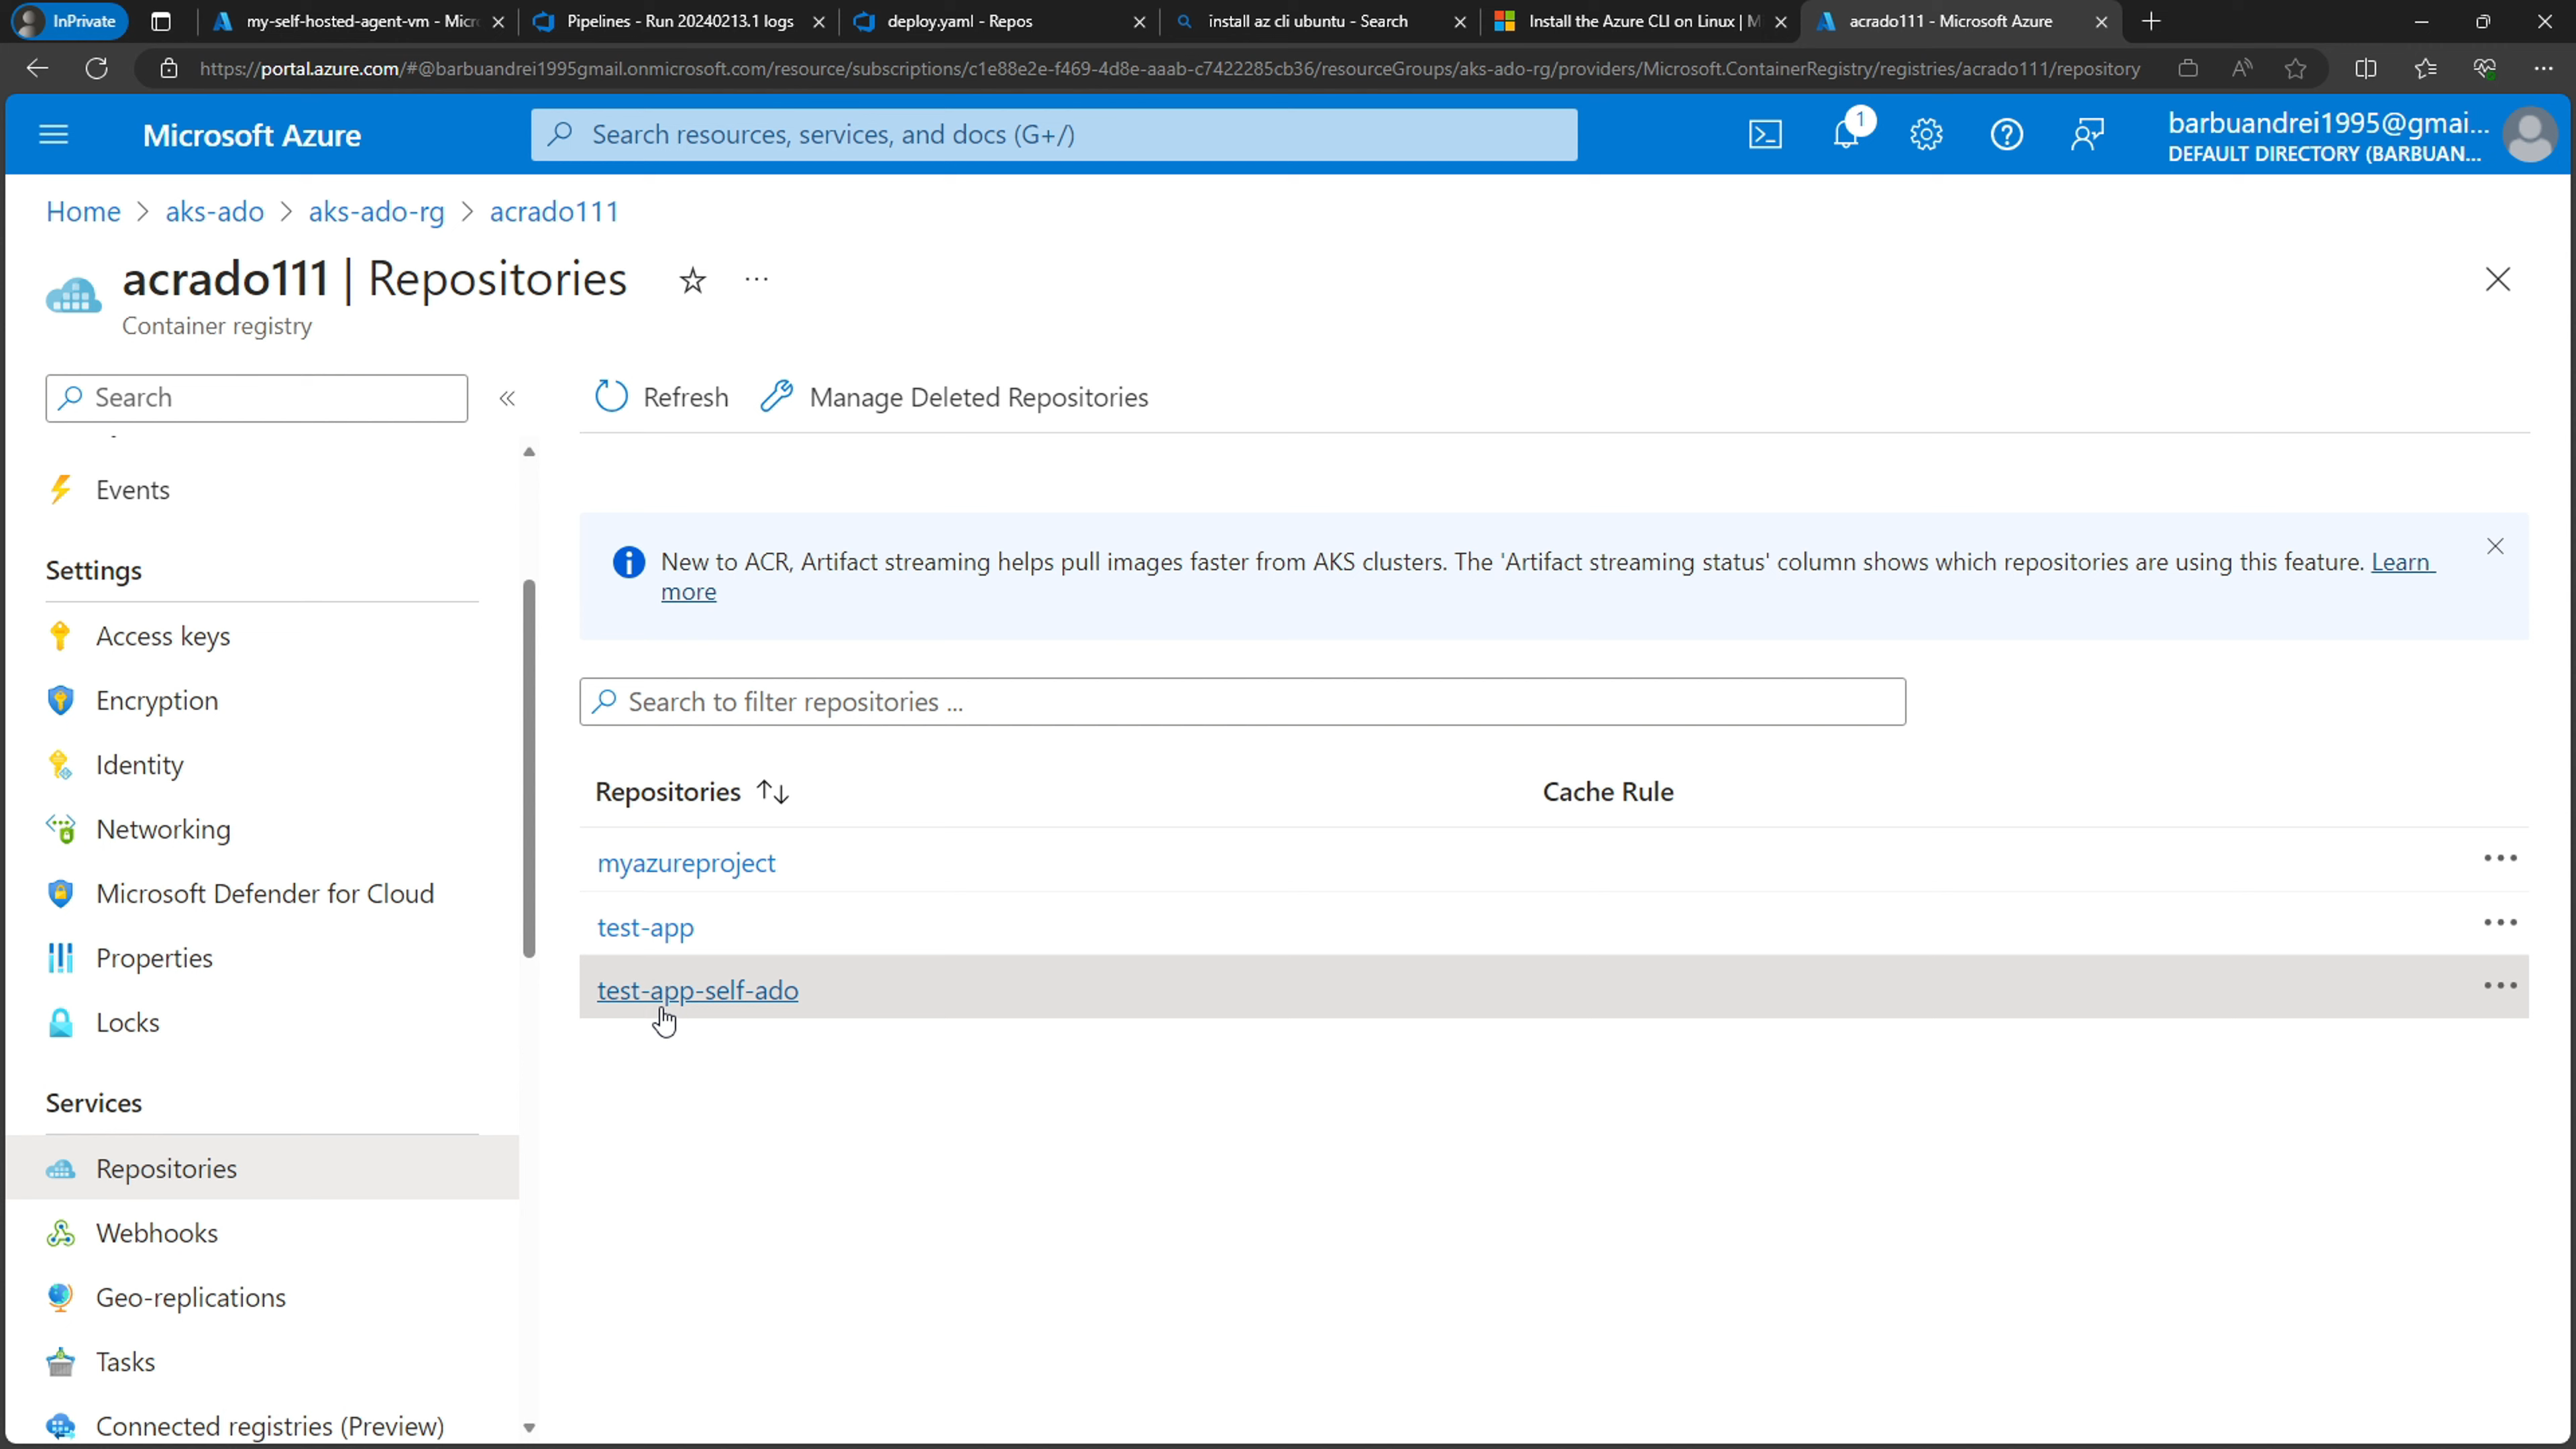 InPrivate
my-self-hosted-agent-vm - Micr
Pipelines - Run 20240213.1 logs
deploy.yaml - Repos
install az cli ubuntu - Search
Install the Azure CLI on Linux | M
acrado111 - Microsoft Azure
https://portal.azure.com/#@barbuandrei1995gmail.onmicrosoft.com/resource/subscriptions/c1e88e2e-f469-4d8e-aaab-c7422285cb36/resourceGroups/aks-ado-rg/providers/Microsoft.ContainerRegistry/registries/acrado111/repository
Microsoft Azure
Search resources, services, and docs (G+/)
1
barbuandrei1995@gmai...
DEFAULT DIRECTORY (BARBUAN...
Home > aks-ado > aks-ado-rg > acrado111
acrado111 | Repositories
Container registry
Search
Refresh
Manage Deleted Repositories
Events
Settings
Access keys
Encryption
Identity
Networking
Microsoft Defender for Cloud
Properties
Locks
Services
Repositories
Webhooks
Geo-replications
Tasks
Connected registries (Preview)
New to ACR, Artifact streaming helps pull images faster from AKS clusters. The 'Artifact streaming status' column shows which repositories are using this feature. Learn
more
Search to filter repositories ...
Repositories
Cache Rule
myazureproject
test-app
test-app-self-ado